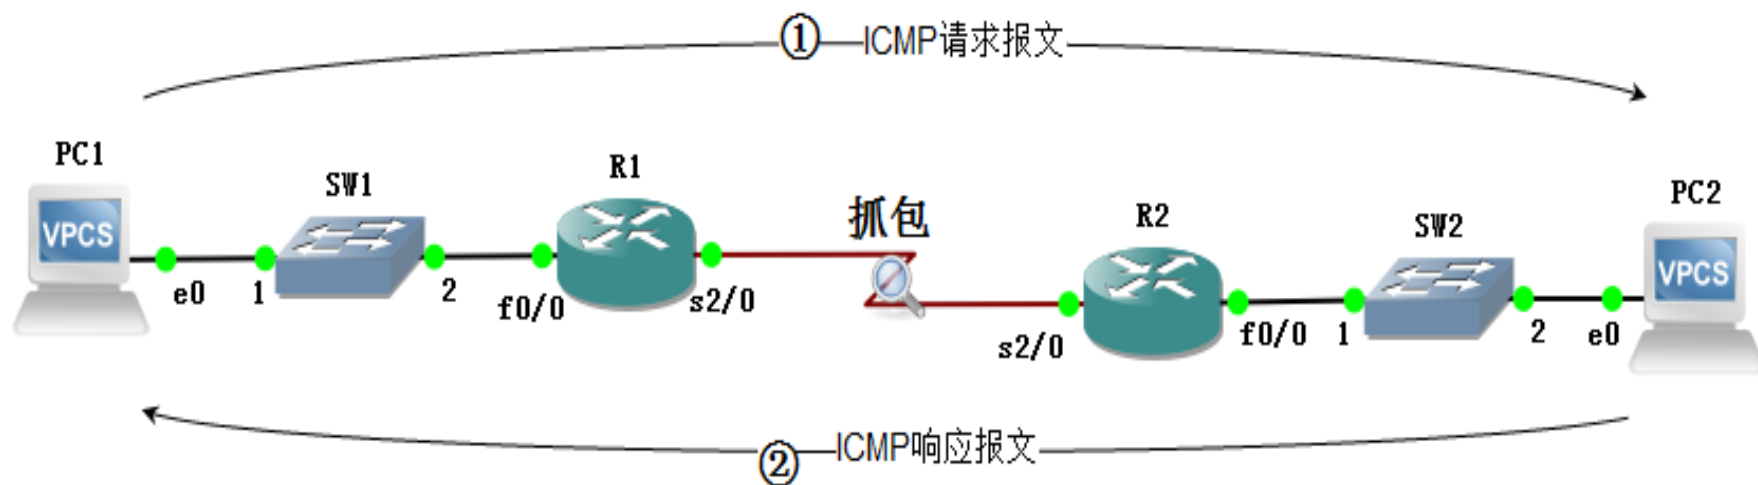 ①ICMP请求报文
PC1
SW1
R1
抓包
R2
SW2
PC2
VPCS
VPCS
e0
1
2
f0/0
s2/0
s2/0
f0/0
1
2
e0
②ICMP响应报文